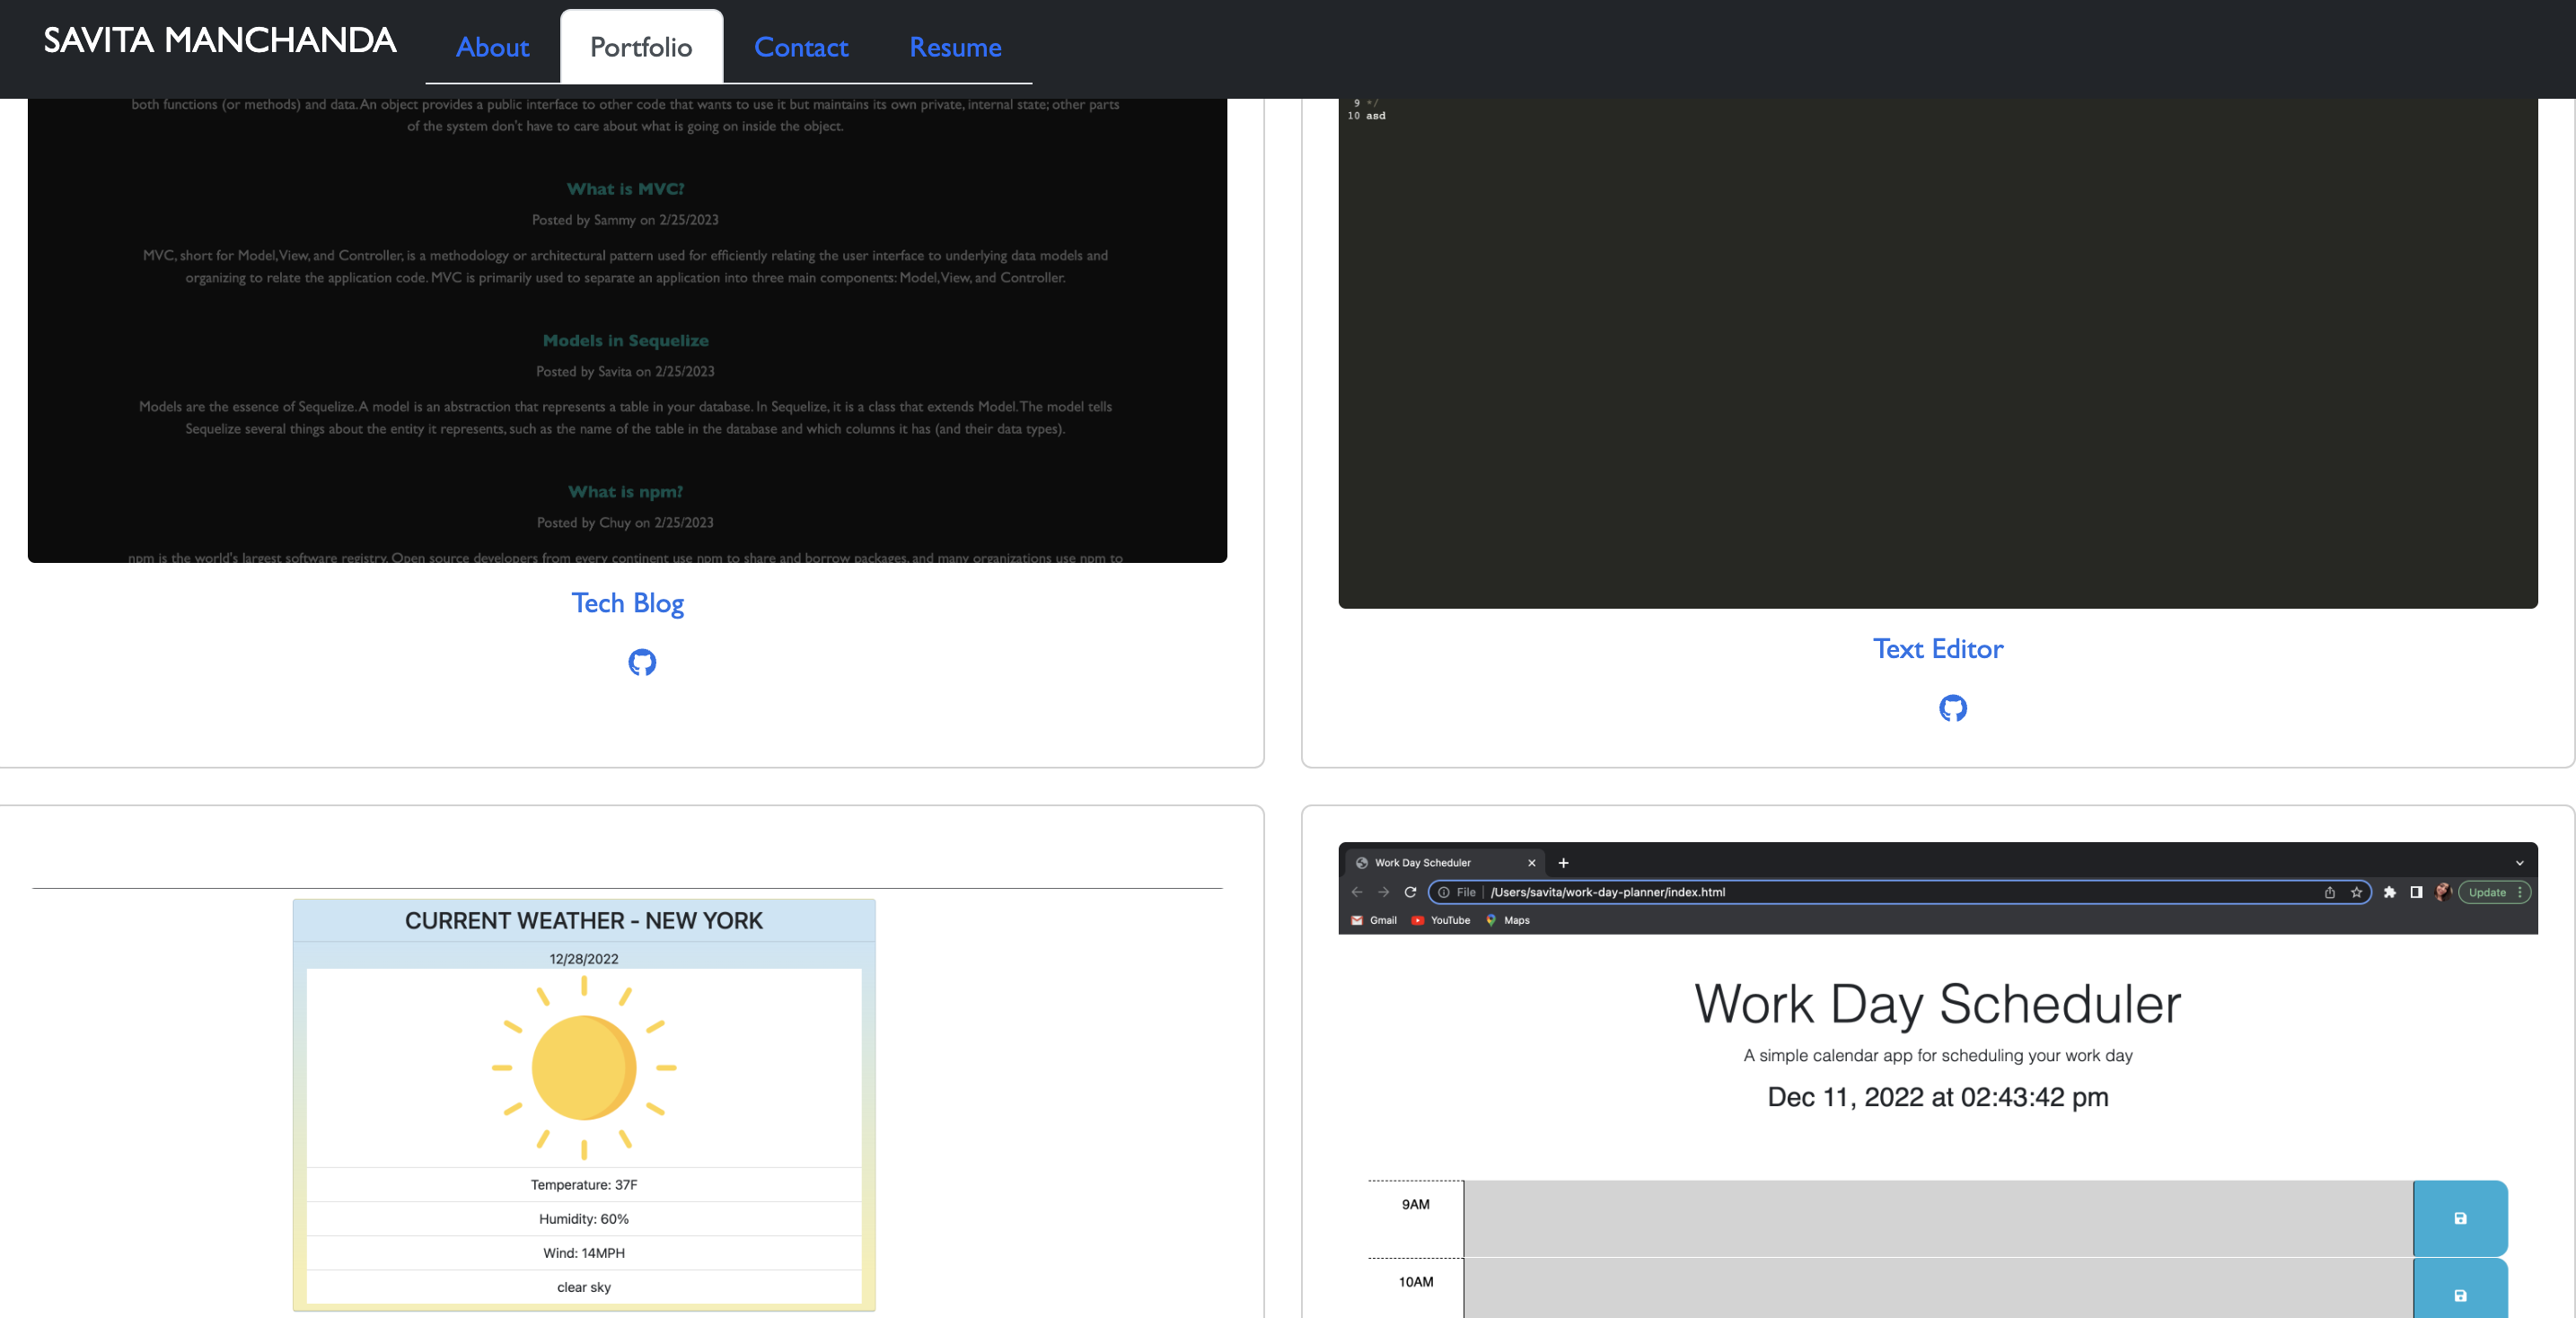 SAVITA MANCHANDA
About
Portfolio
Contact
Resume
both functions (or methods) and data. An object provides a public interface to other code that wants to use it but maintains its own private, internal state; other parts
of the system don't have to care about what is going on inside the object.
What is MVC?
Posted by Sammy on 2/25/2023
MVC, short for Model, View, and Controller, is a methodology or architectural pattern used for efficiently relating the user interface to underlying data models and
organizing to relate the application code. MVC is primarily used to separate an application into three main components: Model, View, and Controller.
Models in Sequelize
Posted by Savita on 2/25/2023
Models are the essence of Sequelize. A model is an abstraction that represents a table in your database. In Sequelize, it is a class that extends Model. The model tells
Sequelize several things about the entity it represents, such as the name of the table in the database and which columns it has (and their data types).
What is npm?
Posted by Chuy on 2/25/2023
npm is the world's largest software registry. Open source developers from every continent use npm to share and borrow packages, and many organizations use npm to
Tech Blog
9 */
10 asd
Text Editor
CURRENT WEATHER - NEW YORK
12/28/2022
Temperature: 37F
Humidity: 60%
Wind: 14MPH
clear sky
Work Day Scheduler
File
/Users/savita/work-day-planner/index.html
Update
Gmail
YouTube
Maps
Work Day Scheduler
A simple calendar app for scheduling your work day
Dec 11, 2022 at 02:43:42 pm
9AM
10AM